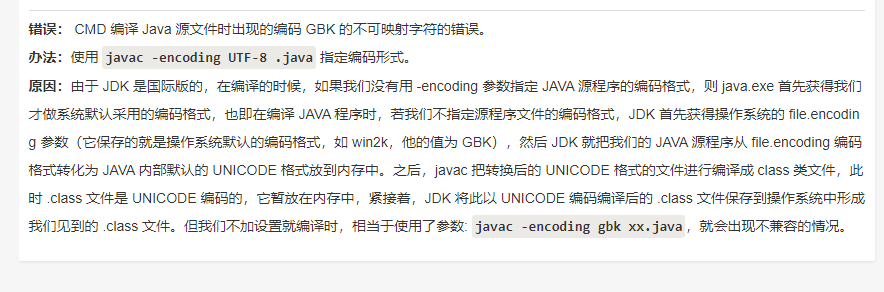 错误： CMD 编译 Java 源文件时出现的编码 GBK 的不可映射字符的错误。
办法：使用 javac -encoding UTF-8 .java 指定编码形式。
原因：由于 JDK 是国际版的，在编译的时候，如果我们没有用 -encoding 参数指定 JAVA 源程序的编码格式，则 java.exe 首先获得我们
才做系统默认采用的编码格式，也即在编译 JAVA 程序时，若我们不指定源程序文件的编码格式，JDK 首先获得操作系统的 file.encodin
g 参数（它保存的就是操作系统默认的编码格式，如 win2k，他的值为 GBK），然后 JDK 就把我们的 JAVA 源程序从 file.encoding 编码
格式转化为 JAVA 内部默认的 UNICODE 格式放到内存中。之后，javac 把转换后的 UNICODE 格式的文件进行编译成 class 类文件，此
时 .class 文件是 UNICODE 编码的，它暂放在内存中，紧接着，JDK 将此以 UNICODE 编码编译后的 .class 文件保存到操作系统中形成
我们见到的 .class 文件。但我们不加设置就编译时，相当于使用了参数: javac -encoding gbk xx.java，就会出现不兼容的情况。